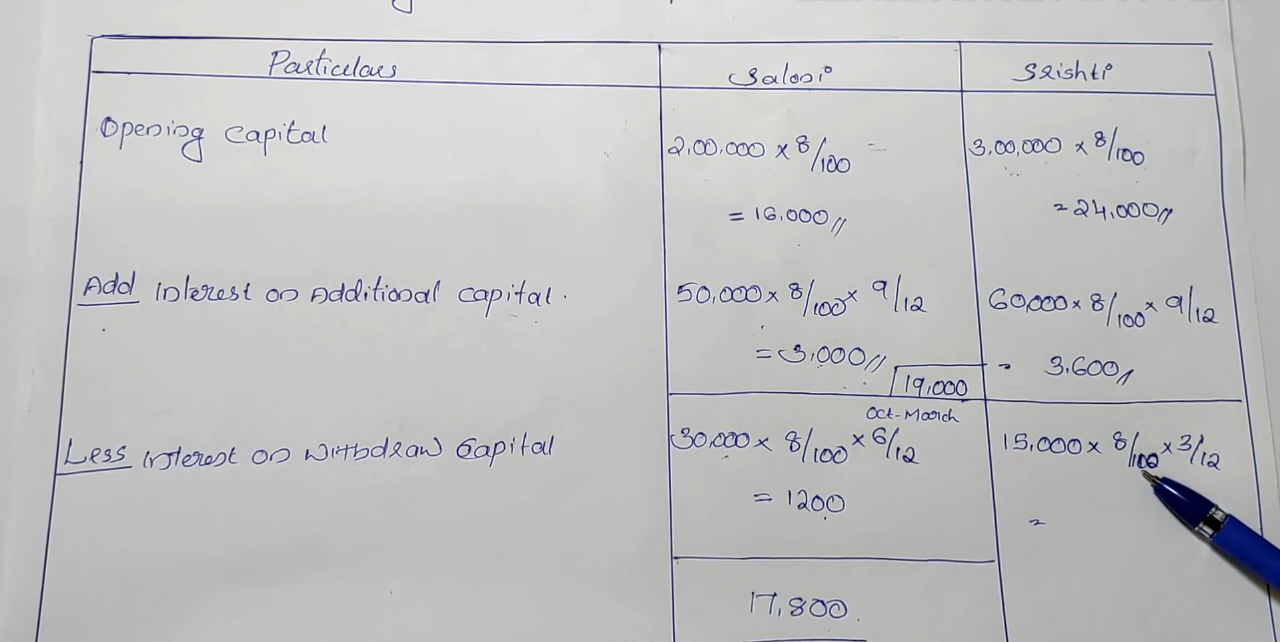 Particulars Saloni Srishti
Opening Capital 2,00,000 × 8/100 3,00,000 × 8/100
= 16,000// = 24,000//
Add Interest on Additional Capital. 50,000 × 8/100 × 9/12 60,000 × 8/100 × 9/12
= 3,000// = 3,600//
19,000
Oct-March
Less Interest on Withdraw Capital 30,000 × 8/100 × 6/12 15,000 × 8/100 × 3/12
= 1200 =
17,800